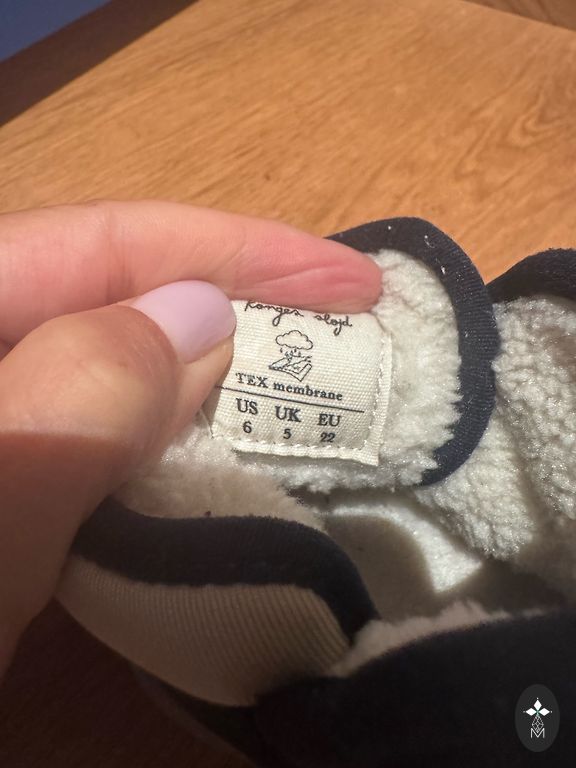 konges sløjd
TEX membrane
US UK EU
6 5 22
M